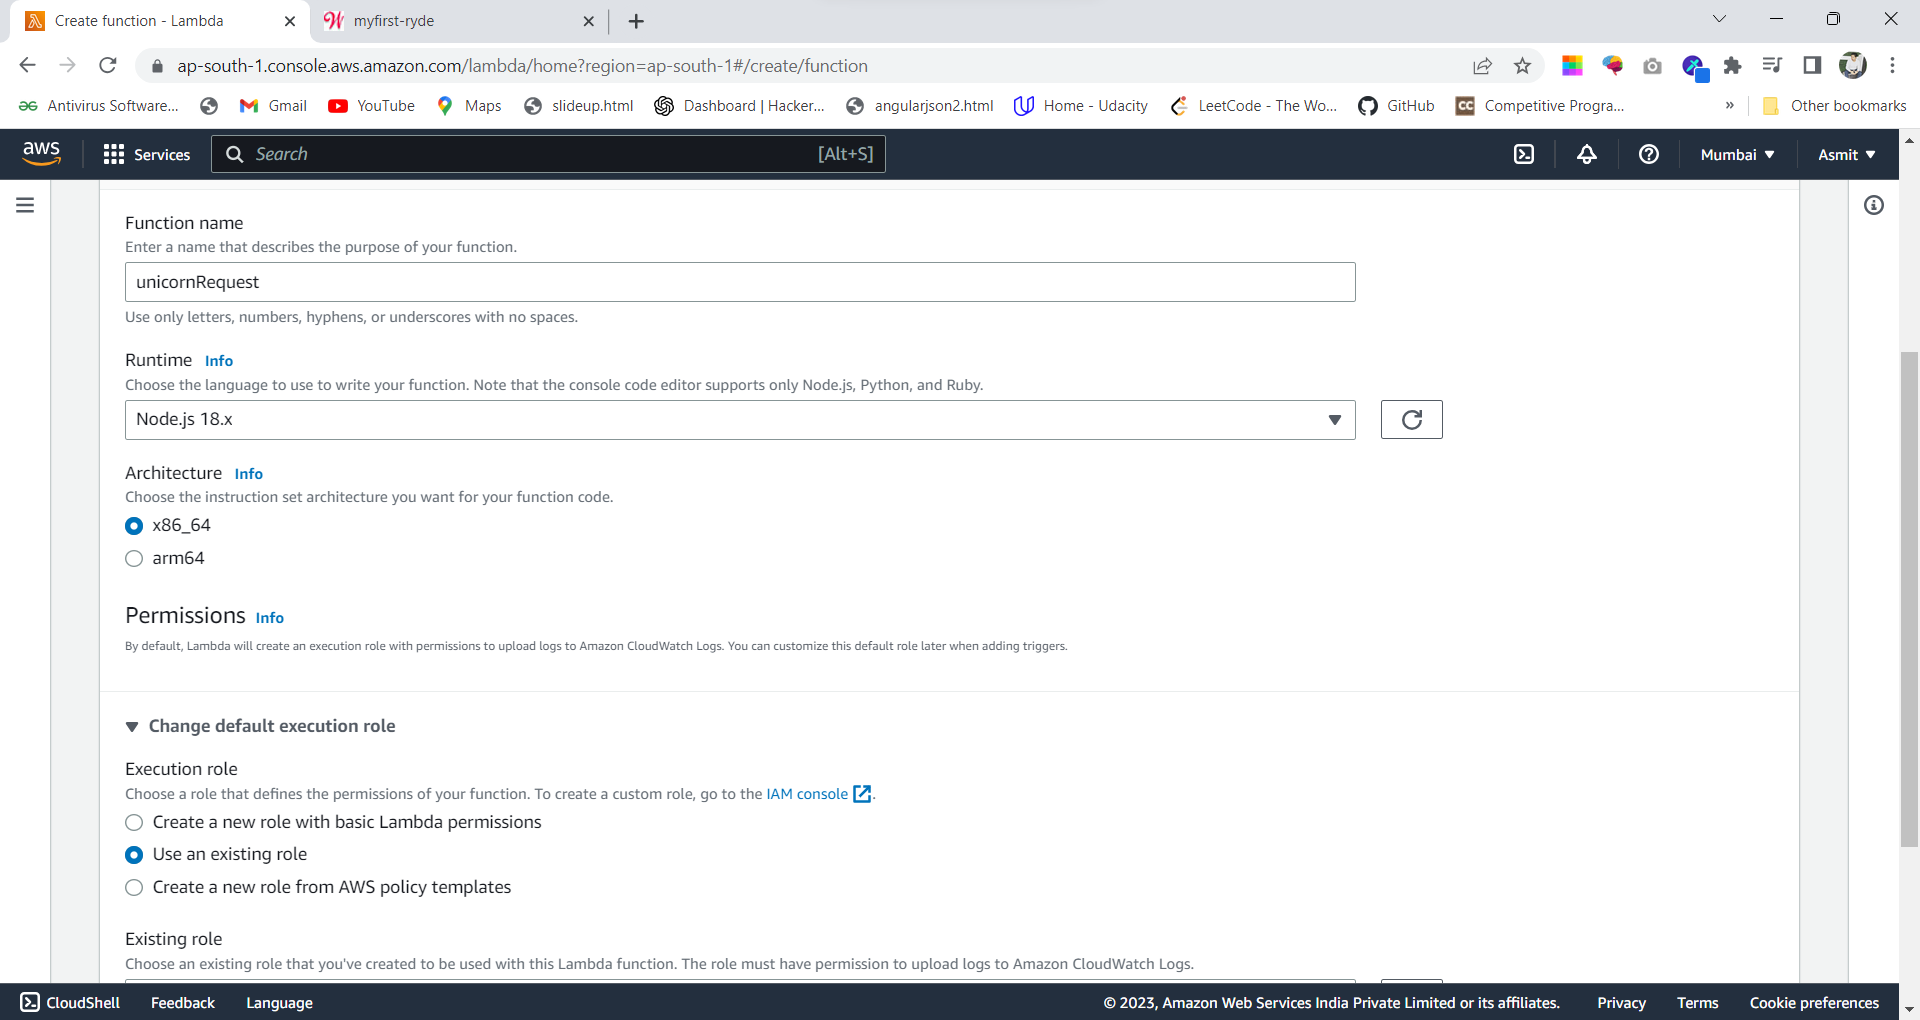 Create function - Lambda
myfirst-ryde
ap-south-1.console.aws.amazon.com/lambda/home?region=ap-south-1#/create/function
Antivirus Software... Gmail YouTube Maps slideup.html Dashboard | Hacker... angularjson2.html Home - Udacity LeetCode - The Wo... GitHub CC Competitive Progra... » Other bookmarks
aws Services Search [Alt+S] Mumbai Asmit
Function name
Enter a name that describes the purpose of your function.
unicornRequest
Use only letters, numbers, hyphens, or underscores with no spaces.
Runtime Info
Choose the language to use to write your function. Note that the console code editor supports only Node.js, Python, and Ruby.
Node.js 18.x
Architecture Info
Choose the instruction set architecture you want for your function code.
x86_64
arm64
Permissions Info
By default, Lambda will create an execution role with permissions to upload logs to Amazon CloudWatch Logs. You can customize this default role later when adding triggers.
Change default execution role
Execution role
Choose a role that defines the permissions of your function. To create a custom role, go to the IAM console.
Create a new role with basic Lambda permissions
Use an existing role
Create a new role from AWS policy templates
Existing role
Choose an existing role that you've created to be used with this Lambda function. The role must have permission to upload logs to Amazon CloudWatch Logs.
CloudShell Feedback Language © 2023, Amazon Web Services India Private Limited or its affiliates. Privacy Terms Cookie preferences